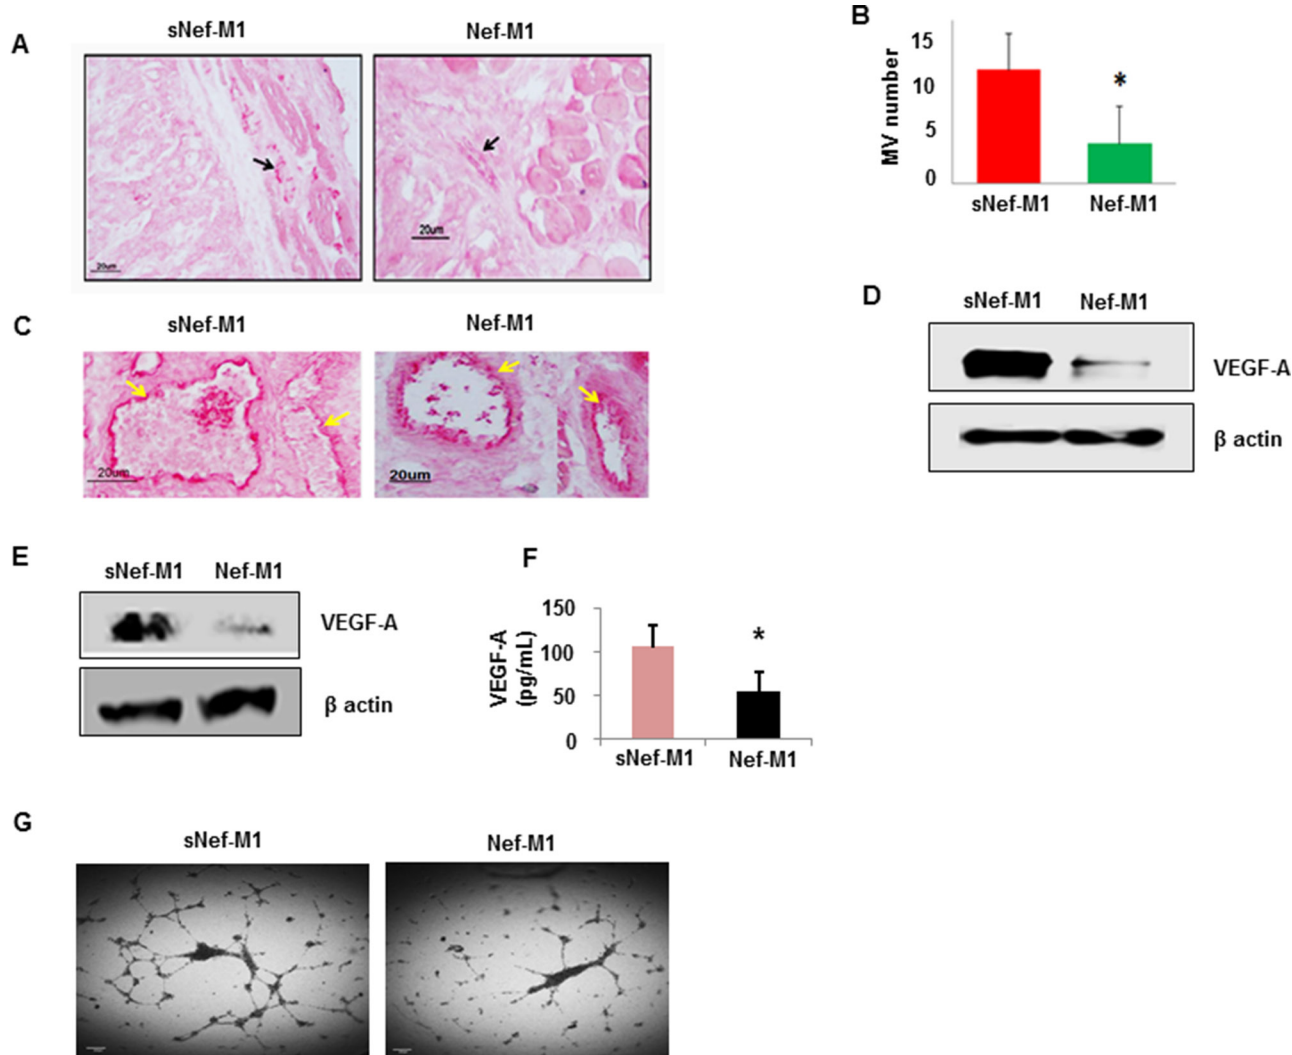 A
sNef-M1
Nef-M1
20um
20um
B
MV number
15
10
5
0
*
sNef-M1
Nef-M1
C
sNef-M1
Nef-M1
20um
20um
D
sNef-M1
Nef-M1
VEGF-A
β actin
E
sNef-M1
Nef-M1
VEGF-A
β actin
F
VEGF-A
(pg/mL)
150
100
50
0
*
sNef-M1
Nef-M1
G
sNef-M1
Nef-M1